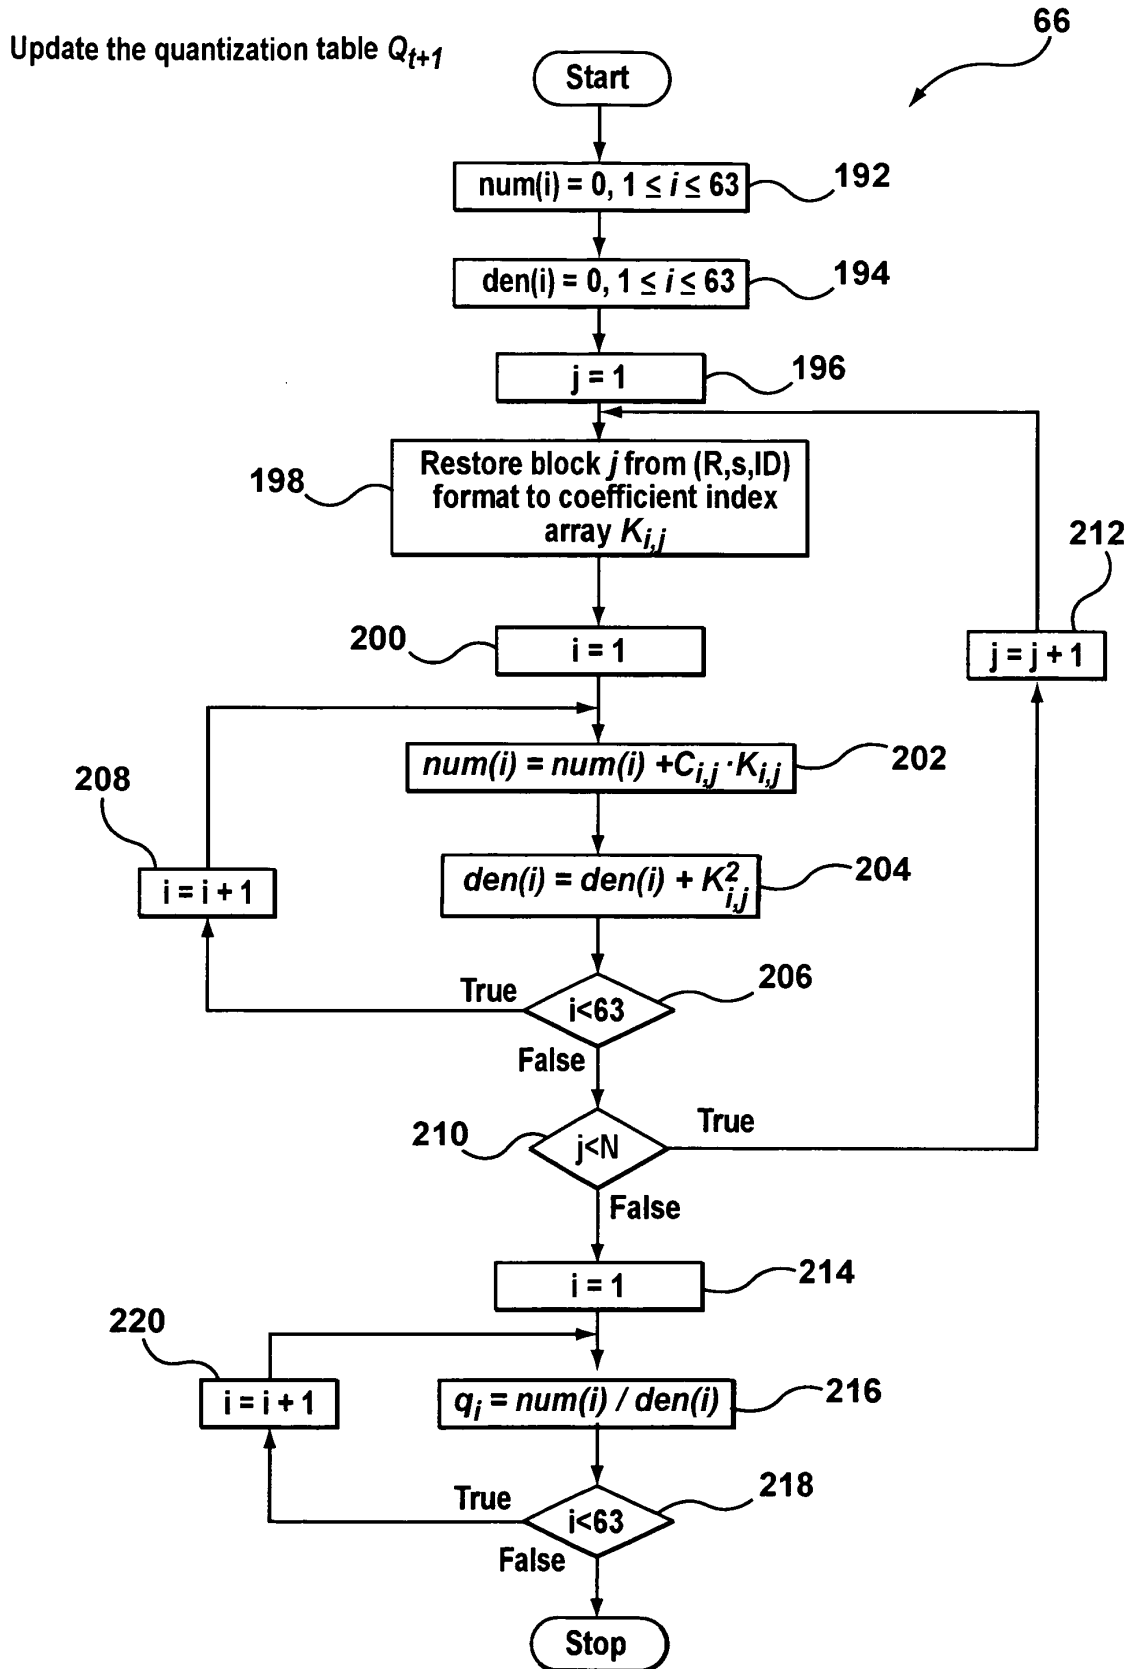 66
Update the quantization table Qt+1
Start
num(i) = 0, 1 ≤ i ≤ 63
192
den(i) = 0, 1 ≤ i ≤ 63
194
j = 1
196
Restore block j from (R,s,ID)
format to coefficient index
array Ki,j
198
212
j = j + 1
200
i = 1
num(i) = num(i) +Ci,j · Ki,j
202
208
i = i + 1
den(i) = den(i) + K²i,j
204
206
True
i<63
False
210
j<N
True
False
i = 1
214
220
i = i + 1
qi = num(i) / den(i)
216
218
True
i<63
False
Stop